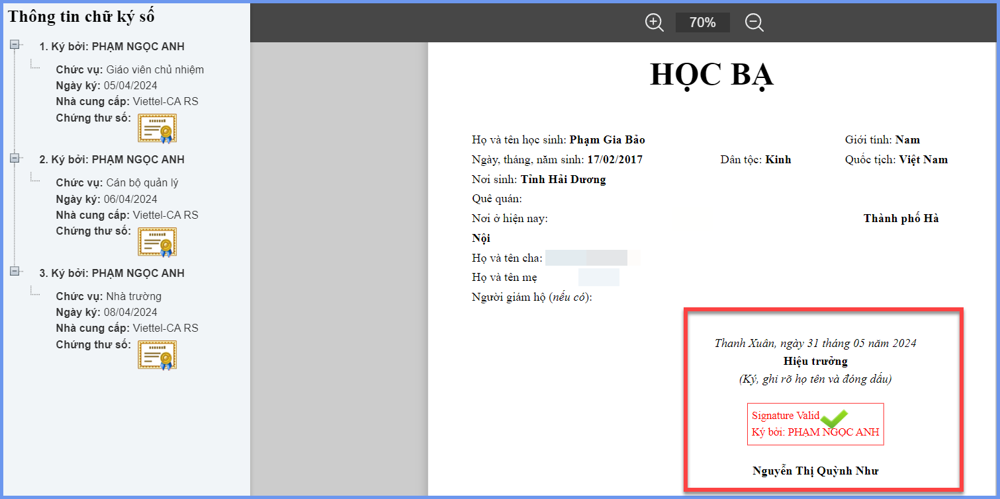 Thông tin chữ ký số
1. Ký bởi: PHẠM NGỌC ANH
Chức vụ: Giáo viên chủ nhiệm
Ngày ký: 05/04/2024
Nhà cung cấp: Viettel-CA RS
Chứng thư số:
2. Ký bởi: PHẠM NGỌC ANH
Chức vụ: Cán bộ quản lý
Ngày ký: 06/04/2024
Nhà cung cấp: Viettel-CA RS
Chứng thư số:
3. Ký bởi: PHẠM NGỌC ANH
Chức vụ: Nhà trường
Ngày ký: 08/04/2024
Nhà cung cấp: Viettel-CA RS
Chứng thư số:
70%
HỌC BẠ
Họ và tên học sinh: Phạm Gia Bảo Giới tính: Nam
Ngày, tháng, năm sinh: 17/02/2017 Dân tộc: Kinh Quốc tịch: Việt Nam
Nơi sinh: Tỉnh Hải Dương
Quê quán:
Nơi ở hiện nay: Thành phố Hà
Nội
Họ và tên cha:
Họ và tên mẹ
Người giám hộ (nếu có):
Thanh Xuân, ngày 31 tháng 05 năm 2024
Hiệu trưởng
(Ký, ghi rõ họ tên và đóng dấu)
Signature Valid
Ký bởi: PHẠM NGỌC ANH
Nguyễn Thị Quỳnh Như